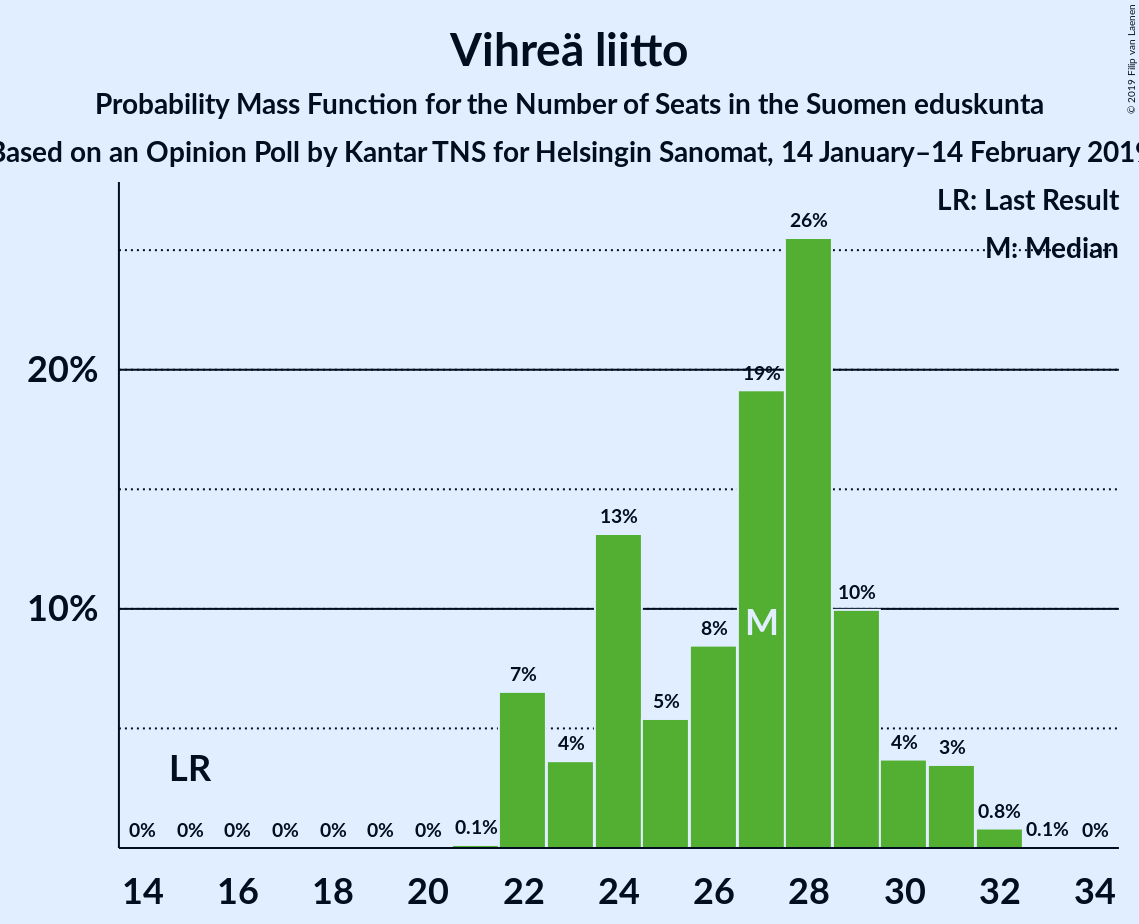 Vihreä liitto
Probability Mass Function for the Number of Seats in the Suomen eduskunta
Based on an Opinion Poll by Kantar TNS for Helsingin Sanomat, 14 January–14 February 2019
© 2019 Filip van Laenen
LR: Last Result
M: Median
20%
10%
0%
0%
0%
0%
0%
0%
0%
0.1%
7%
4%
13%
5%
8%
19%
26%
10%
4%
3%
0.8%
0.1%
0%
LR
M
14 16 18 20 22 24 26 28 30 32 34